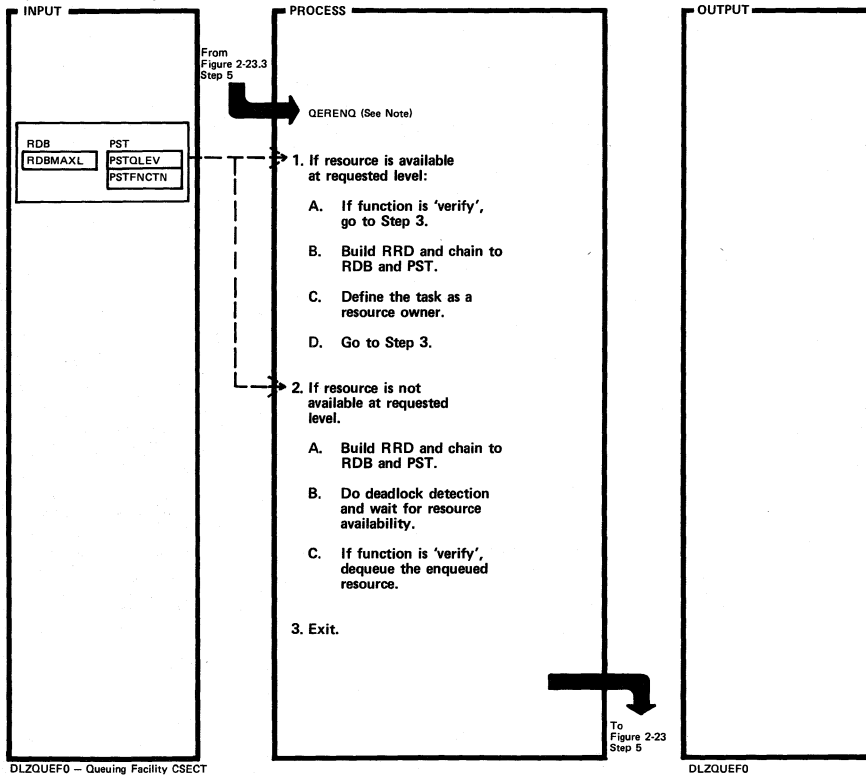 INPUT
PROCESS
OUTPUT
From
Figure 2-23.3
Step 5
QERENQ (See Note)
RDB PST
RDBMAXL PSTQLEV
PSTFNCTN
1. If resource is available
at requested level:
A. If function is 'verify',
go to Step 3.
B. Build RRD and chain to
RDB and PST.
C. Define the task as a
resource owner.
D. Go to Step 3.
2. If resource is not
available at requested
level.
A. Build RRD and chain to
RDB and PST.
B. Do deadlock detection
and wait for resource
availability.
C. If function is 'verify',
dequeue the enqueued
resource.
3. Exit.
To
Figure 2-23
Step 5
DLZQUEF0 – Queuing Facility CSECT
DLZQUEF0